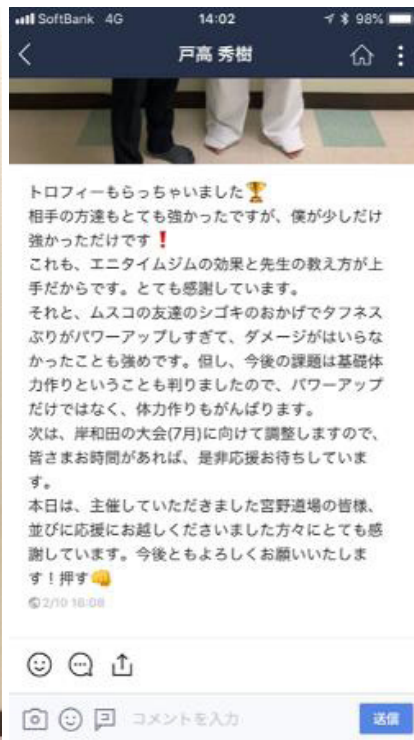 SoftBank 4G 14:02 98%
戸高 秀樹
トロフィーもらっちゃいました🏆
相手の方達もとても強かったですが、僕が少しだけ
強かっただけです❗
これも、エニタイムジムの効果と先生の教え方が上
手だからです。とても感謝しています。
それと、ムスコの友達のシゴキのおかげでタフネス
ぶりがパワーアップしすぎて、ダメージがはいらな
かったことも強めです。但し、今後の課題は基礎体
力作りということも判りましたので、パワーアップ
だけではなく、体力作りもがんばります。
次は、岸和田の大会(7月)に向けて調整しますので、
皆さまお時間があれば、是非応援お待ちしていま
す。
本日は、主催していただきました宮野道場の皆様、
並びに応援にお越しくださいました方々にとても感
謝しています。今後ともよろしくお願いいたしま
す！押す👊
2/10 16:08
コメントを入力
送信